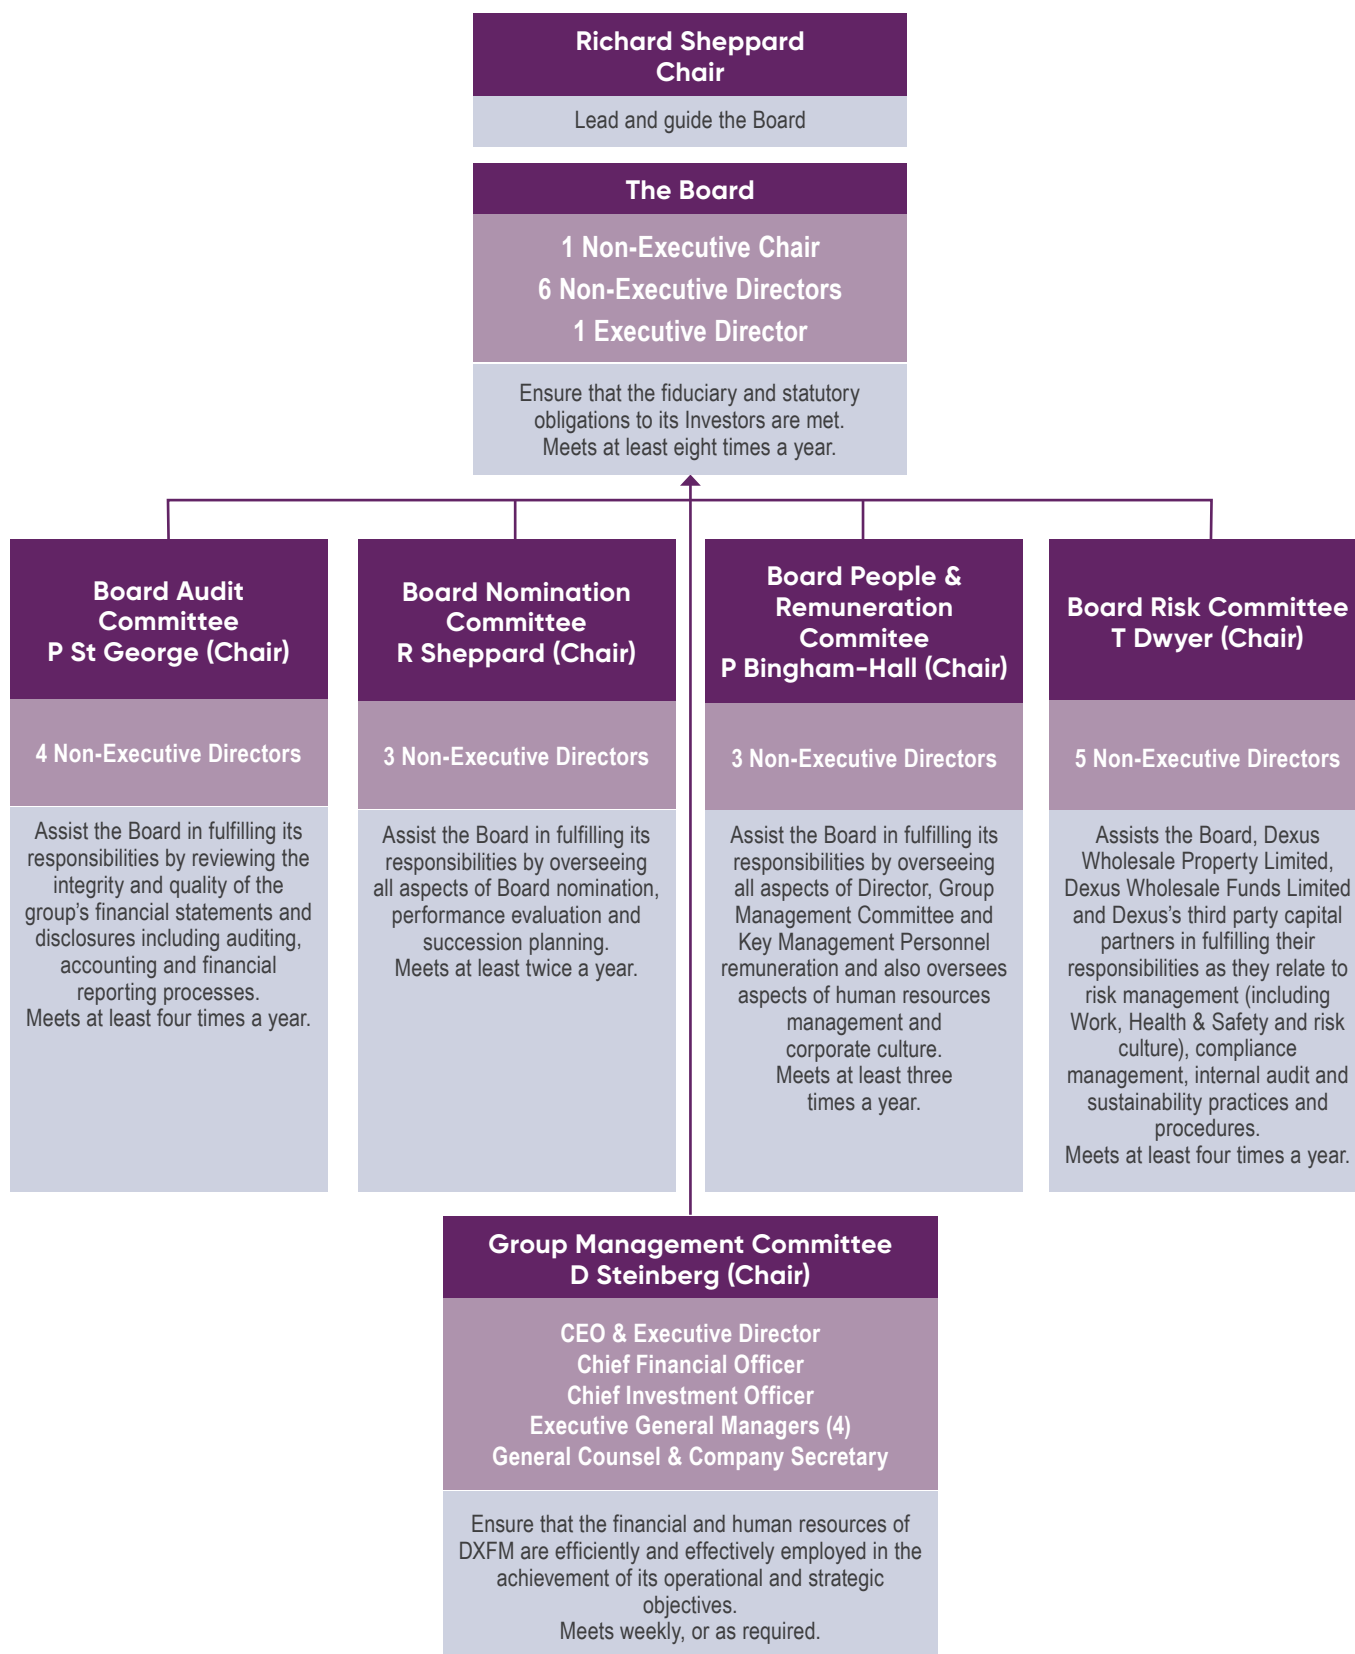 Richard Sheppard
Chair
Lead and guide the Board
The Board
1 Non-Executive Chair
6 Non-Executive Directors
1 Executive Director
Ensure that the fiduciary and statutory
obligations to its Investors are met.
Meets at least eight times a year.
Board Audit
Committee
P St George (Chair)
4 Non-Executive Directors
Assist the Board in fulfilling its
responsibilities by reviewing the
integrity and quality of the
group's financial statements and
disclosures including auditing,
accounting and financial
reporting processes.
Meets at least four times a year.
Board Nomination
Committee
R Sheppard (Chair)
3 Non-Executive Directors
Assist the Board in fulfilling its
responsibilities by overseeing
all aspects of Board nomination,
performance evaluation and
succession planning.
Meets at least twice a year.
Board People &
Remuneration
Commitee
P Bingham-Hall (Chair)
3 Non-Executive Directors
Assist the Board in fulfilling its
responsibilities by overseeing
all aspects of Director, Group
Management Committee and
Key Management Personnel
remuneration and also oversees
aspects of human resources
management and
corporate culture.
Meets at least three
times a year.
Board Risk Committee
T Dwyer (Chair)
5 Non-Executive Directors
Assists the Board, Dexus
Wholesale Property Limited,
Dexus Wholesale Funds Limited
and Dexus's third party capital
partners in fulfilling their
responsibilities as they relate to
risk management (including
Work, Health & Safety and risk
culture), compliance
management, internal audit and
sustainability practices and
procedures.
Meets at least four times a year.
Group Management Committee
D Steinberg (Chair)
CEO & Executive Director
Chief Financial Officer
Chief Investment Officer
Executive General Managers (4)
General Counsel & Company Secretary
Ensure that the financial and human resources of
DXFM are efficiently and effectively employed in the
achievement of its operational and strategic
objectives.
Meets weekly, or as required.